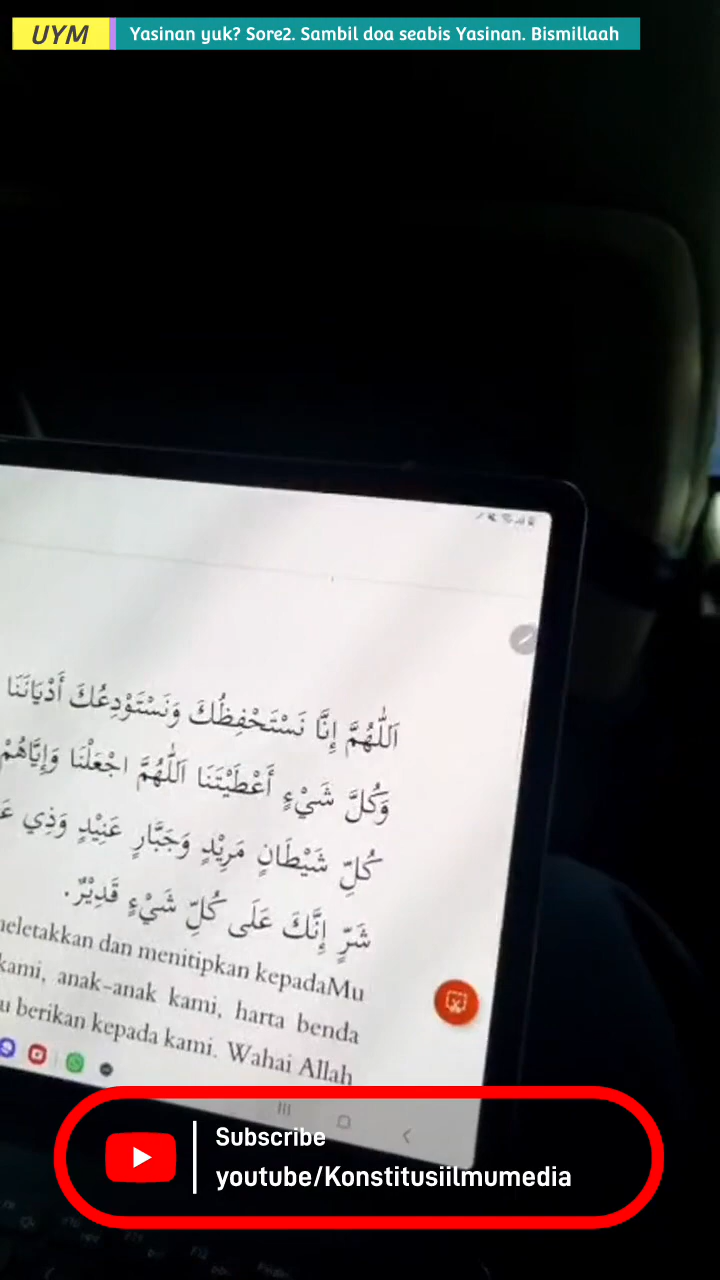 UYM Yasinan yuk? Sore2. Sambil doa seabis Yasinan. Bismillaah
اَللّٰهُمَّ إِنَّا نَسْتَحْفِظُكَ وَنَسْتَوْدِعُكَ أَدْيَانَنَا
وَكُلَّ شَيْءٍ أَعْطَيْتَنَا اَللّٰهُمَّ اجْعَلْنَا وَإِيَّاهُمْ
كُلِّ شَيْطَانٍ مَرِيْدٍ وَجَبَّارٍ عَنِيْدٍ وَذِي
شَرٍّ إِنَّكَ عَلَى كُلِّ شَيْءٍ قَدِيْرٌ.
meletakkan dan menitipkan kepadaMu
kami, anak-anak kami, harta benda
berikan kepada kami. Wahai Allah
Subscribe
youtube/Konstitusiilmumedia